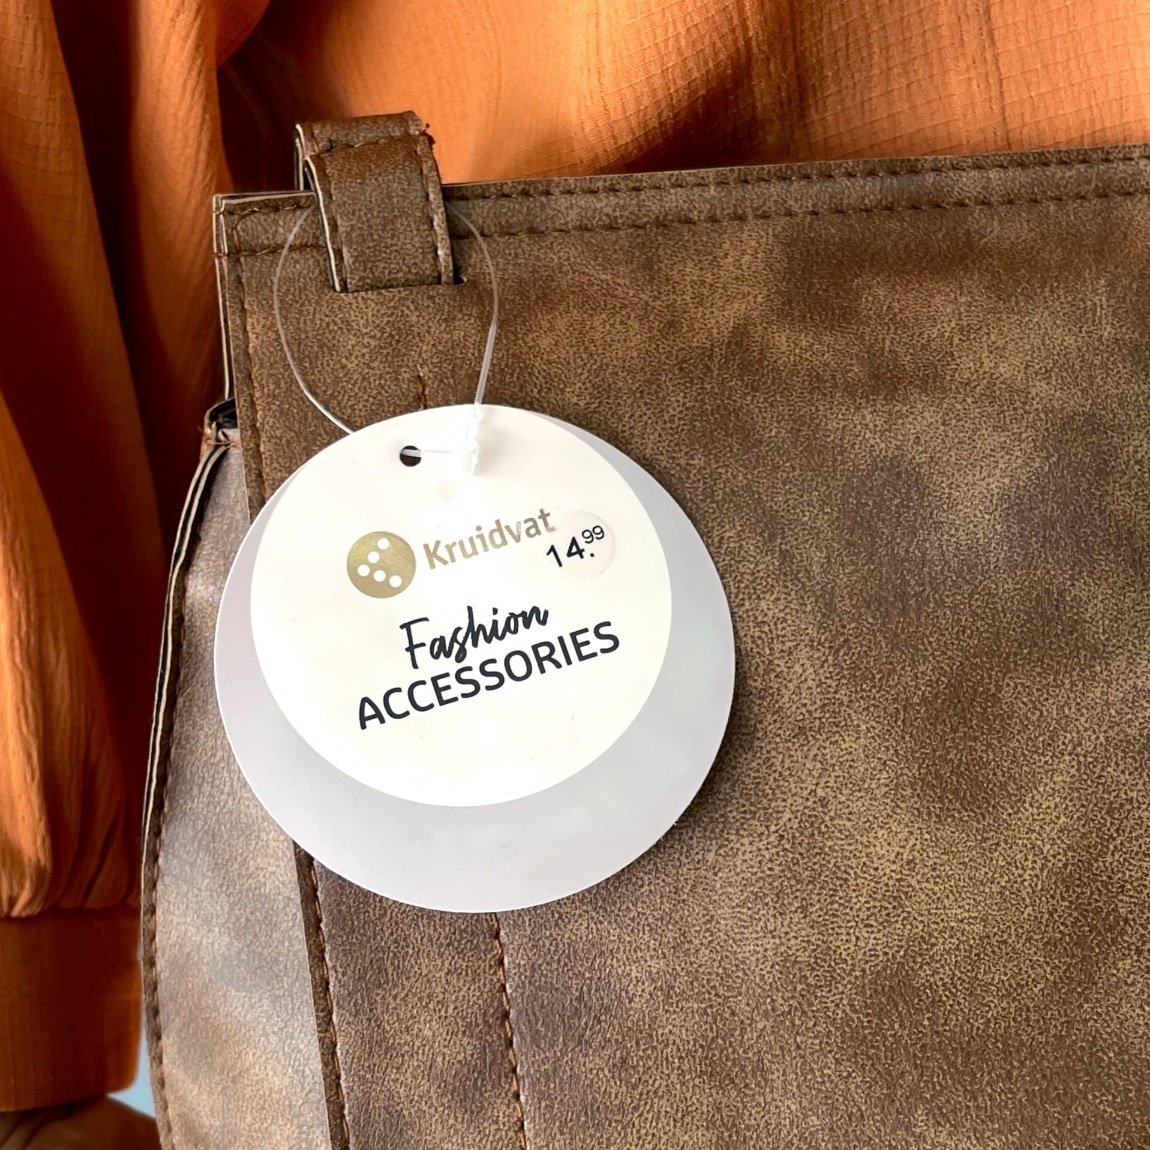 Kruidvat
14.99
Fashion
ACCESSORIES